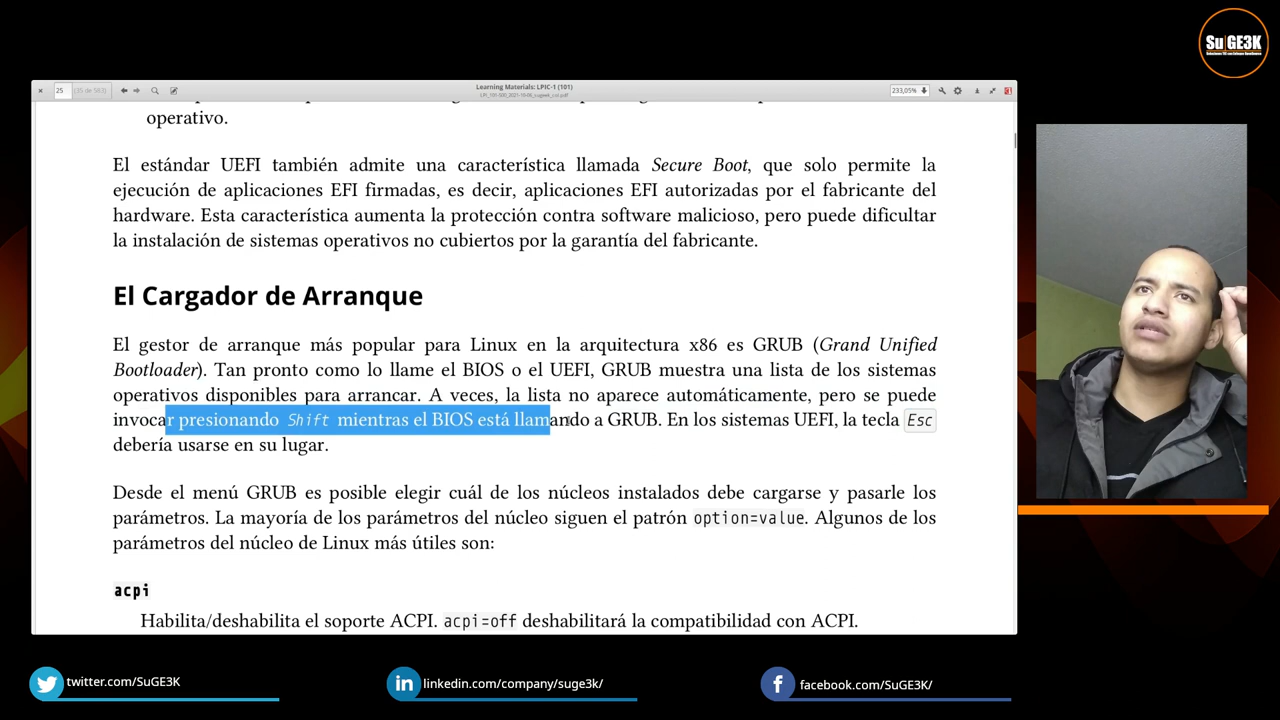 Su GE3K
25
(35 de 563)
Learning Materials: LPIC-1 (101)
233,05%
operativo.
El estándar UEFI también admite una característica llamada Secure Boot, que solo permite la
ejecución de aplicaciones EFI firmadas, es decir, aplicaciones EFI autorizadas por el fabricante del
hardware. Esta característica aumenta la protección contra software malicioso, pero puede dificultar
la instalación de sistemas operativos no cubiertos por la garantía del fabricante.
El Cargador de Arranque
El gestor de arranque más popular para Linux en la arquitectura x86 es GRUB (Grand Unified
Bootloader). Tan pronto como lo llame el BIOS o el UEFI, GRUB muestra una lista de los sistemas
operativos disponibles para arrancar. A veces, la lista no aparece automáticamente, pero se puede
invocar presionando Shift mientras el BIOS está llamando a GRUB. En los sistemas UEFI, la tecla Esc
debería usarse en su lugar.
Desde el menú GRUB es posible elegir cuál de los núcleos instalados debe cargarse y pasarle los
parámetros. La mayoría de los parámetros del núcleo siguen el patrón option=value. Algunos de los
parámetros del núcleo de Linux más útiles son:
acpi
Habilita/deshabilita el soporte ACPI. acpi=off deshabilitará la compatibilidad con ACPI.
twitter.com/SuGE3K
linkedin.com/company/suge3k/
facebook.com/SuGE3K/